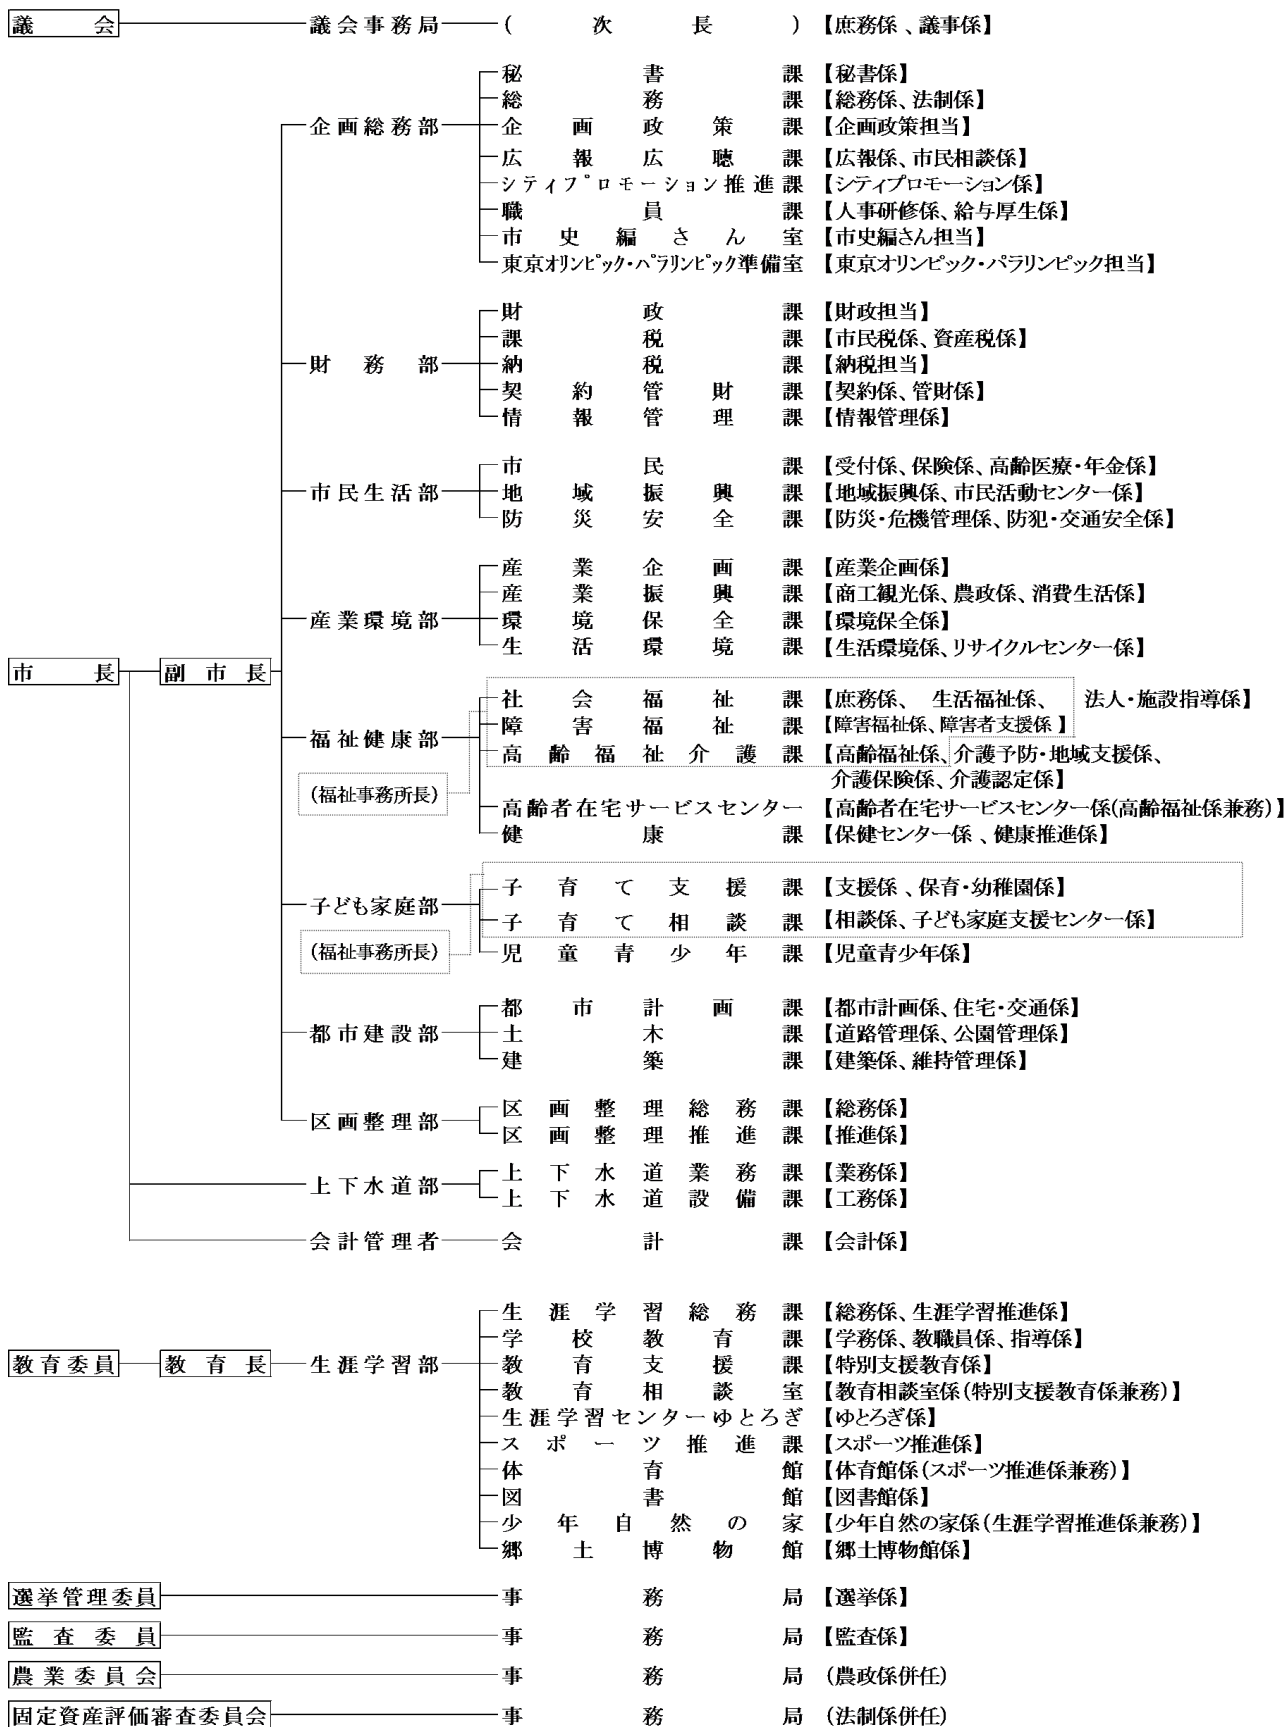 議会 議会事務局 (次長) 【庶務係、議事係】
秘書課 【秘書係】
総務課 【総務係、法制係】
企画総務部 企画政策課 【企画政策担当】
広報広聴課 【広報係、市民相談係】
シティプロモーション推進課 【シティプロモーション係】
職員課 【人事研修係、給与厚生係】
市史編さん室 【市史編さん担当】
東京オリンピック・パラリンピック準備室 【東京オリンピック・パラリンピック担当】
財政課 【財政担当】
課税課 【市民税係、資産税係】
財務部 納税課 【納税担当】
契約管財課 【契約係、管財係】
情報管理課 【情報管理係】
市民課 【受付係、保険係、高齢医療・年金係】
市民生活部 地域振興課 【地域振興係、市民活動センター係】
防災安全課 【防災・危機管理係、防犯・交通安全係】
産業企画課 【産業企画係】
産業振興課 【商工観光係、農政係、消費生活係】
産業環境部 環境保全課 【環境保全係】
生活環境課 【生活環境係、リサイクルセンター係】
市長 副市長
社会福祉課 【庶務係、 生活福祉係、 法人・施設指導係】
障害福祉課 【障害福祉係、障害者支援係】
福祉健康部
高齢福祉介護課 【高齢福祉係、介護予防・地域支援係、
介護保険係、介護認定係】
(福祉事務所長)
高齢者在宅サービスセンター 【高齢者在宅サービスセンター係(高齢福祉係兼務)】
健康課 【保健センター係、健康推進係】
子育て支援課 【支援係、保育・幼稚園係】
子ども家庭部
子育て相談課 【相談係、子ども家庭支援センター係】
(福祉事務所長) 児童青少年課 【児童青少年係】
都市計画課 【都市計画係、住宅・交通係】
都市建設部 土木課 【道路管理係、公園管理係】
建築課 【建築係、維持管理係】
区画整理部 区画整理総務課 【総務係】
区画整理推進課 【推進係】
上下水道部 上下水道業務課 【業務係】
上下水道設備課 【工務係】
会計管理者 会計課 【会計係】
生涯学習総務課 【総務係、生涯学習推進係】
学校教育課 【学務係、教職員係、指導係】
教育委員 教育長 生涯学習部 教育支援課 【特別支援教育係】
教育相談室 【教育相談室係(特別支援教育係兼務)】
生涯学習センターゆとろぎ 【ゆとろぎ係】
スポーツ推進課 【スポーツ推進係】
体育館 【体育館係(スポーツ推進係兼務)】
図書館 【図書館係】
少年自然の家 【少年自然の家係(生涯学習推進係兼務)】
郷土博物館 【郷土博物館係】
選挙管理委員 事務局 【選挙係】
監査委員 事務局 【監査係】
農業委員会 事務局 (農政係併任)
固定資産評価審査委員会 事務局 (法制係併任)